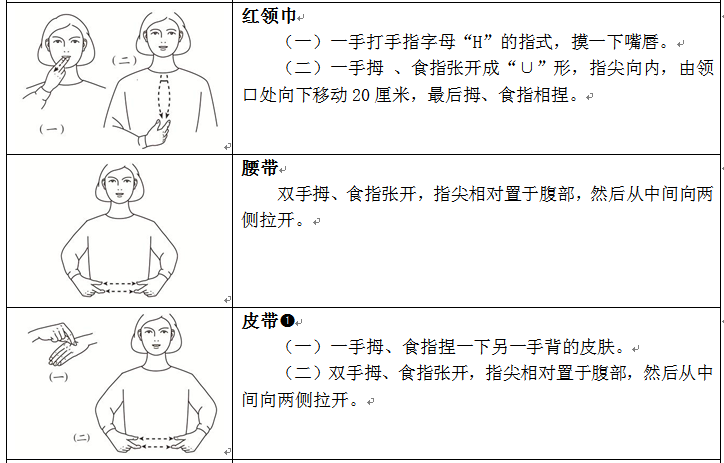 红领巾
（一）一手打手指字母“H”的指式，摸一下嘴唇。
（二）一手拇 、食指张开成“∪”形，指尖向内，由领
口处向下移动20厘米，最后拇、食指相捏。
（一）
（二）
腰带
双手拇、食指张开，指尖相对置于腹部，然后从中间向两
侧拉开。
皮带❶
（一）一手拇、食指捏一下另一手背的皮肤。
（二）双手拇、食指张开，指尖相对置于腹部，然后从中
间向两侧拉开。
（一）
（二）